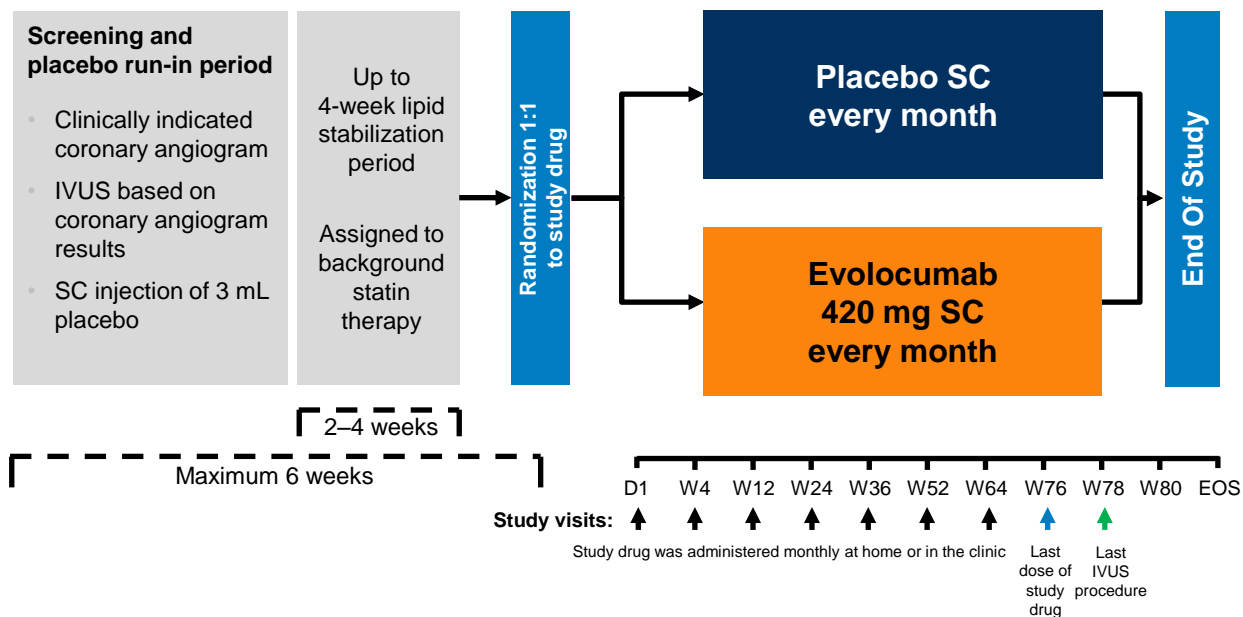 Screening and
placebo run-in period
• Clinically indicated
coronary angiogram
• IVUS based on
coronary angiogram
results
• SC injection of 3 mL
placebo
Up to
4-week lipid
stabilization
period
Assigned to
background
statin
therapy
Randomization 1:1
to study drug
Placebo SC
every month
Evolocumab
420 mg SC
every month
End Of Study
2–4 weeks
Maximum 6 weeks
D1 W4 W12 W24 W36 W52 W64 W76 W78 W80 EOS
Study visits:
Study drug was administered monthly at home or in the clinic
Last
dose of
study
drug
Last
IVUS
procedure